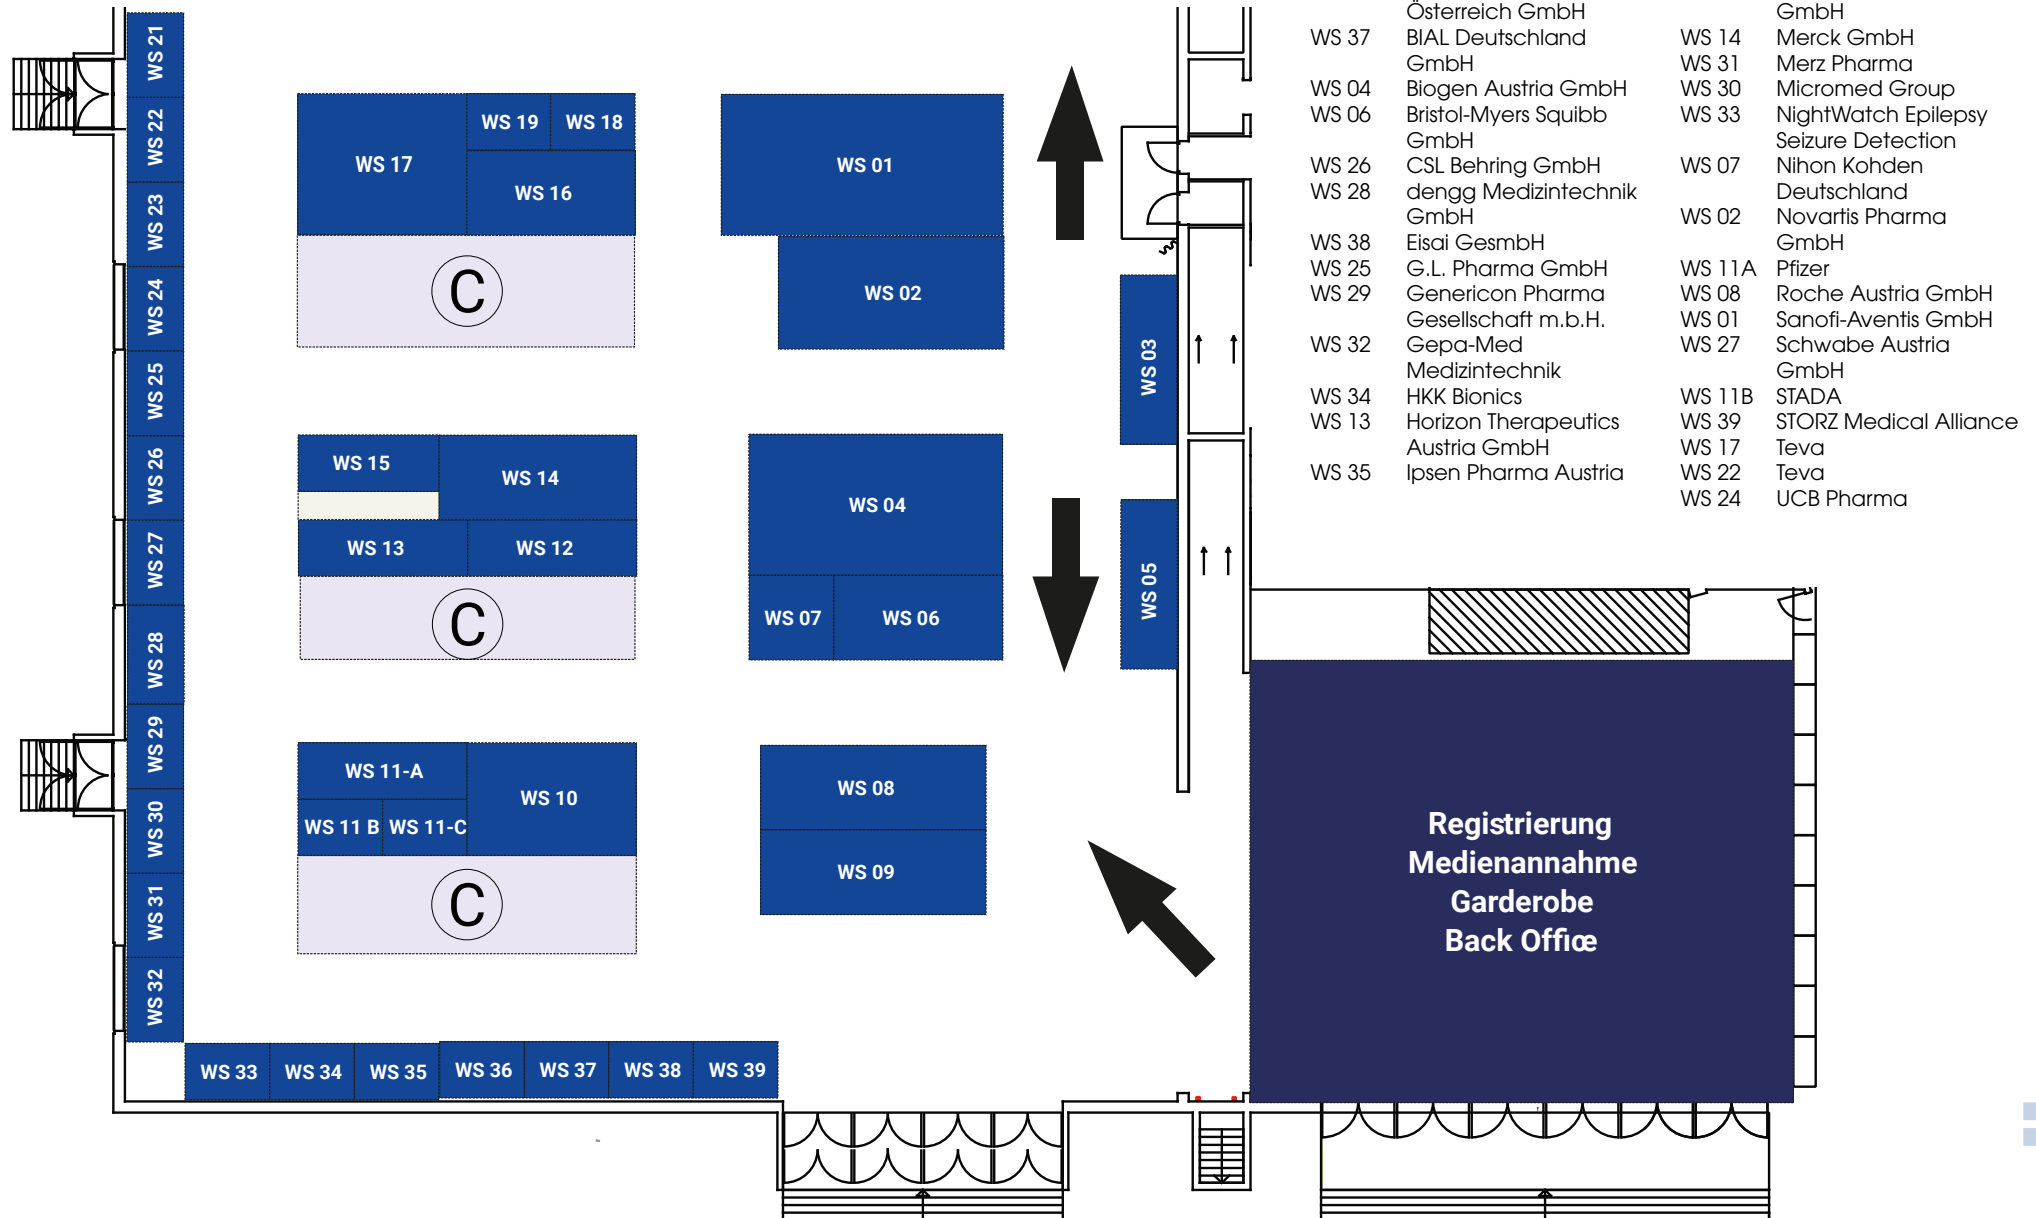 WS 21
WS 22
WS 23
WS 24
WS 25
WS 26
WS 27
WS 28
WS 29
WS 30
WS 31
WS 32
WS 19
WS 18
WS 17
WS 16
C
WS 01
WS 02
WS 03
WS 15
WS 14
WS 13
WS 12
C
WS 04
WS 07
WS 06
WS 05
WS 11-A
WS 10
WS 11 B
WS 11-C
C
WS 08
WS 09
WS 33
WS 34
WS 35
WS 36
WS 37
WS 38
WS 39
Österreich GmbH
WS 37 BIAL Deutschland
GmbH
WS 04 Biogen Austria GmbH
WS 06 Bristol-Myers Squibb
GmbH
WS 26 CSL Behring GmbH
WS 28 dengg Medizintechnik
GmbH
WS 38 Eisai GesmbH
WS 25 G.L. Pharma GmbH
WS 29 Genericon Pharma
Gesellschaft m.b.H.
WS 32 Gepa-Med
Medizintechnik
WS 34 HKK Bionics
WS 13 Horizon Therapeutics
Austria GmbH
WS 35 Ipsen Pharma Austria
GmbH
WS 14 Merck GmbH
WS 31 Merz Pharma
WS 30 Micromed Group
WS 33 NightWatch Epilepsy
Seizure Detection
WS 07 Nihon Kohden
Deutschland
WS 02 Novartis Pharma
GmbH
WS 11A Pfizer
WS 08 Roche Austria GmbH
WS 01 Sanofi-Aventis GmbH
WS 27 Schwabe Austria
GmbH
WS 11B STADA
WS 39 STORZ Medical Alliance
WS 17 Teva
WS 22 Teva
WS 24 UCB Pharma
Registrierung
Medienannahme
Garderobe
Back Office